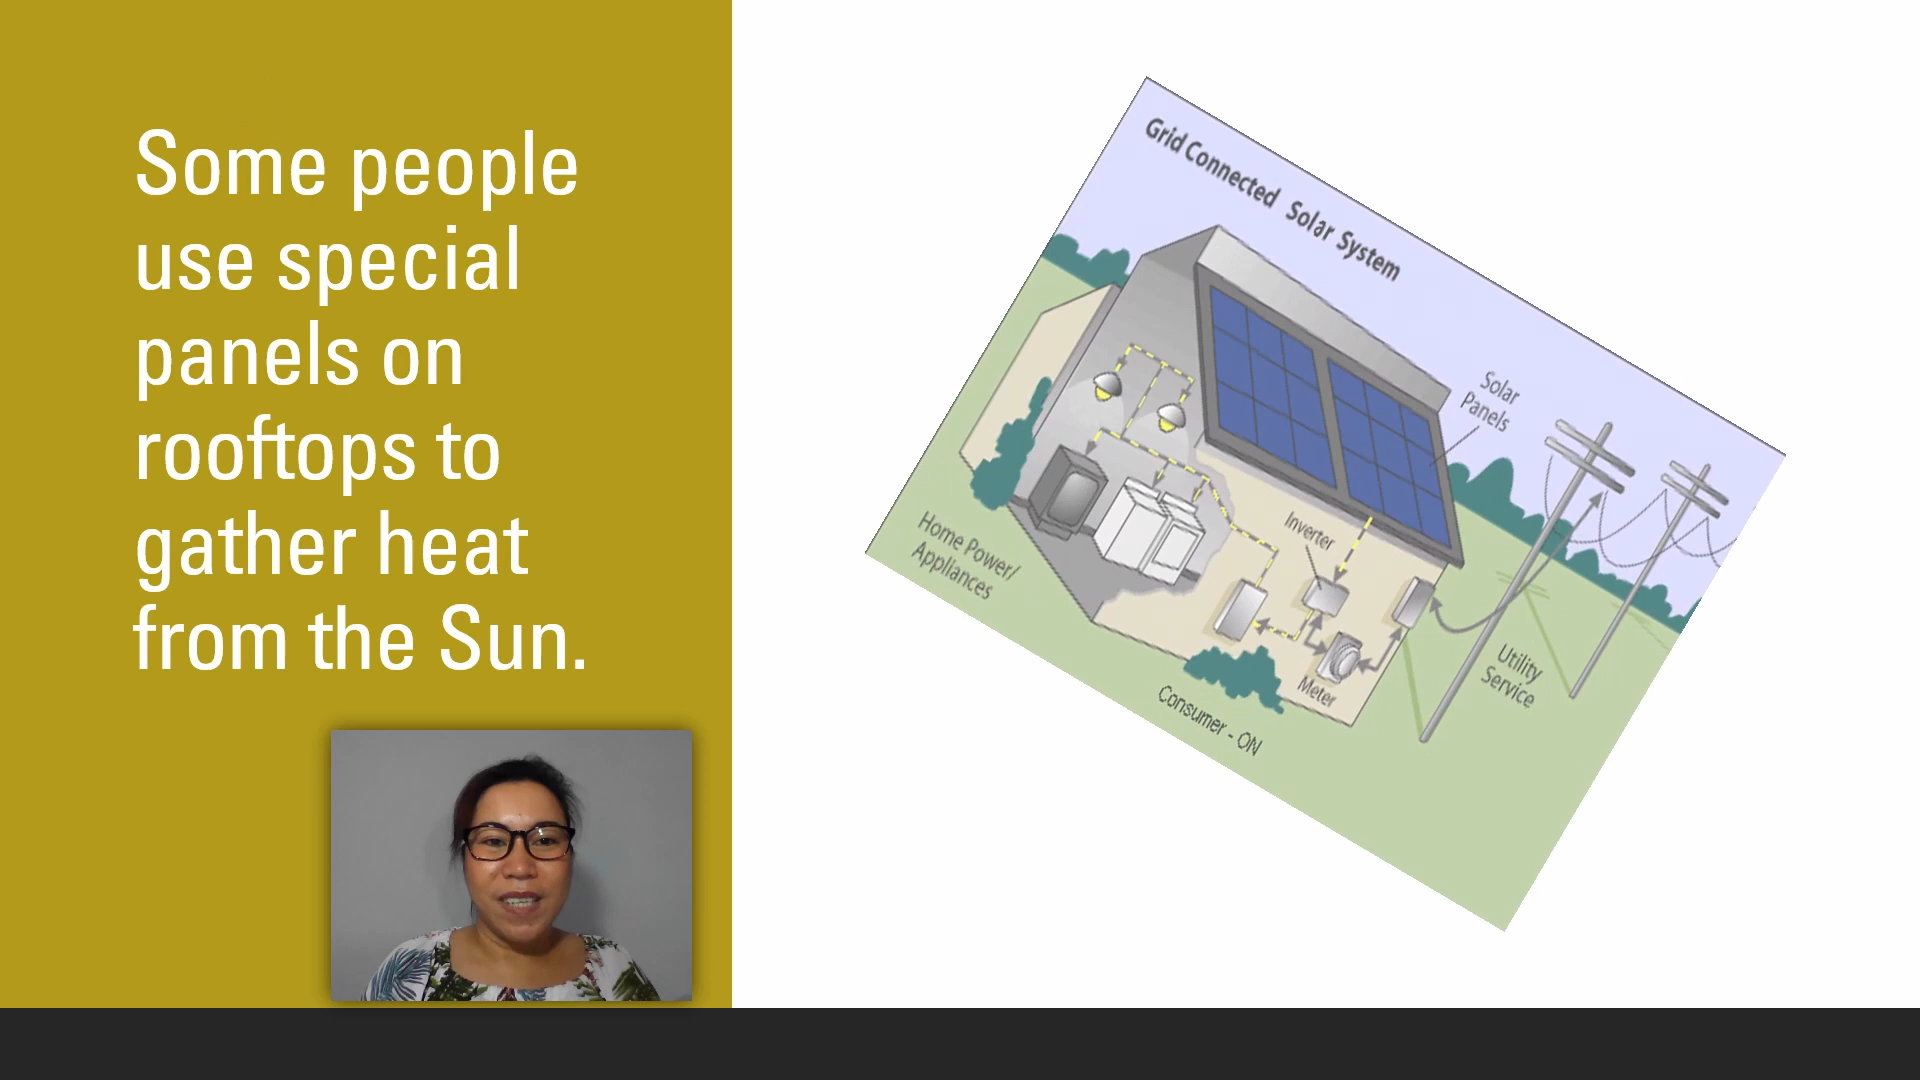 Some people
use special
panels on
rooftops to
gather heat
from the Sun.
Grid Connected Solar System
Solar
Panels
Inverter
Home Power/
Appliances
Utility
Service
Meter
Consumer - ON